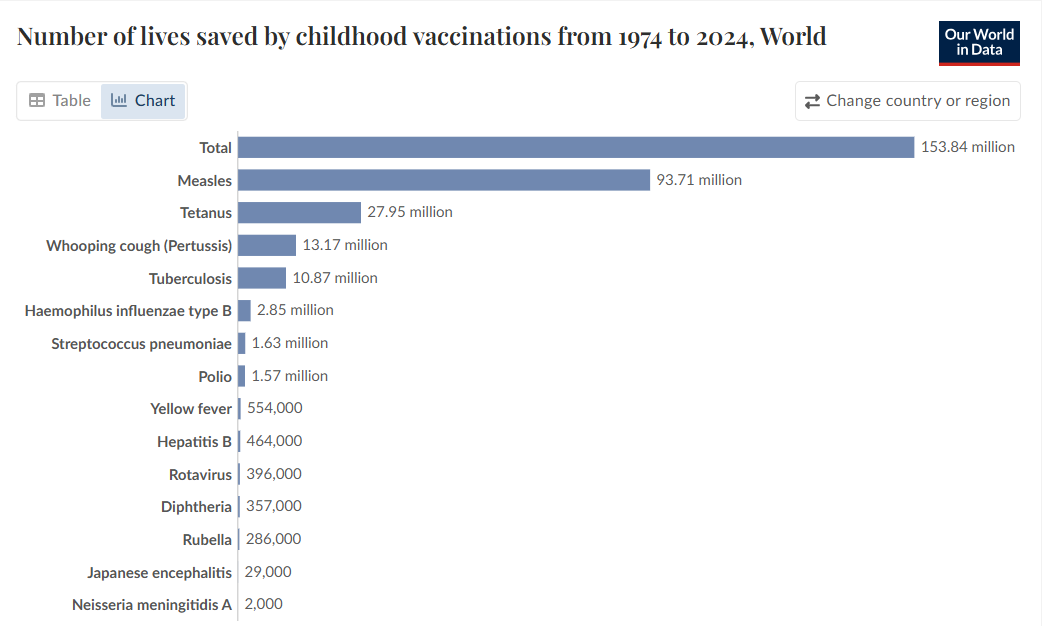 Number of lives saved by childhood vaccinations from 1974 to 2024, World
Our World
in Data
Table
Chart
Change country or region
Total 153.84 million
Measles 93.71 million
Tetanus 27.95 million
Whooping cough (Pertussis) 13.17 million
Tuberculosis 10.87 million
Haemophilus influenzae type B 2.85 million
Streptococcus pneumoniae 1.63 million
Polio 1.57 million
Yellow fever 554,000
Hepatitis B 464,000
Rotavirus 396,000
Diphtheria 357,000
Rubella 286,000
Japanese encephalitis 29,000
Neisseria meningitidis A 2,000